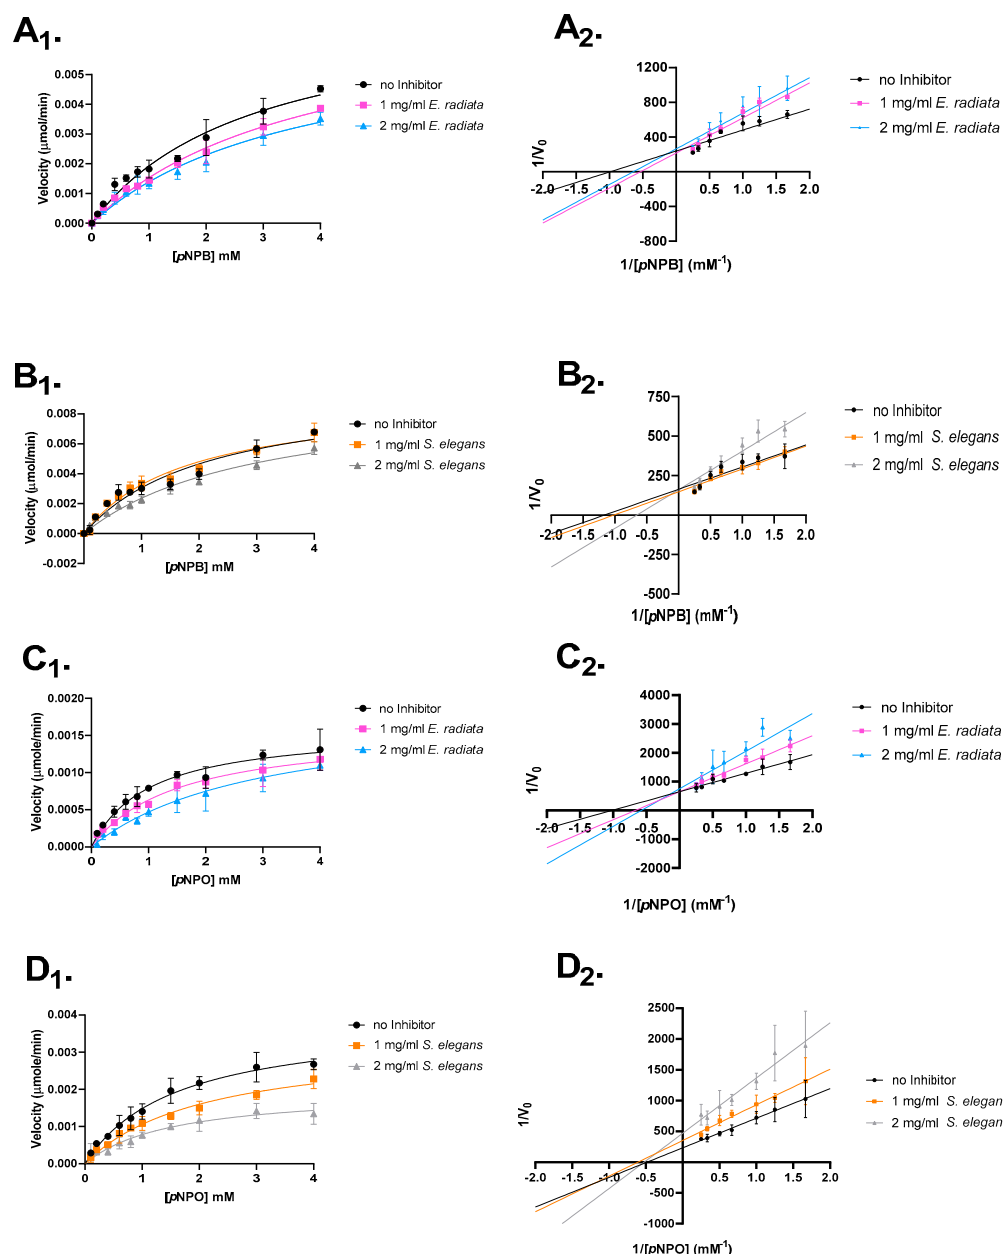 A1.
0.005
0.004
0.003
0.002
0.001
0.000
Velocity (μmol/min)
0 1 2 3 4
[pNPB] mM
no Inhibitor
1 mg/ml E. radiata
2 mg/ml E. radiata
A2.
1200
800
400
-400
-800
1/V0
-2.0 -1.5 -1.0 -0.5 0.5 1.0 1.5 2.0
1/[pNPB] (mM-1)
no Inhibitor
1 mg/ml E. radiata
2 mg/ml E. radiata
B1.
0.008
0.006
0.004
0.002
0.000
-0.002
Velocity (μmol/min)
1 2 3 4
[pNPB] mM
no Inhibitor
1 mg/ml S. elegans
2 mg/ml S. elegans
B2.
750
500
250
-250
-500
1/V0
-2.0 -1.5 -1.0 -0.5 0.5 1.0 1.5 2.0
1/[pNPB] (mM-1)
no Inhibitor
1 mg/ml S. elegans
2 mg/ml S. elegans
C1.
0.0020
0.0015
0.0010
0.0005
0.0000
Velocity (μmole/min)
0 1 2 3 4
[pNPO] mM
no Inhibitor
1 mg/ml E. radiata
2 mg/ml E. radiata
C2.
4000
3000
2000
1000
-1000
-2000
1/V0
-2.0 -1.5 -1.0 -0.5 0.5 1.0 1.5 2.0
1/[pNPO] (mM-1)
no Inhibitor
1 mg/ml E. radiata
2 mg/ml E. radiata
D1.
0.004
0.003
0.002
0.001
0.000
Velocity (μmole/min)
0 1 2 3 4
[pNPO] mM
no Inhibitor
1 mg/ml S. elegans
2 mg/ml S. elegans
D2.
2500
2000
1500
1000
500
-500
-1000
1/V0
-2.0 -1.5 -1.0 -0.5 0.5 1.0 1.5 2.0
1/[pNPO] (mM-1)
no Inhibitor
1 mg/ml S. elegan
2 mg/ml S. elegan